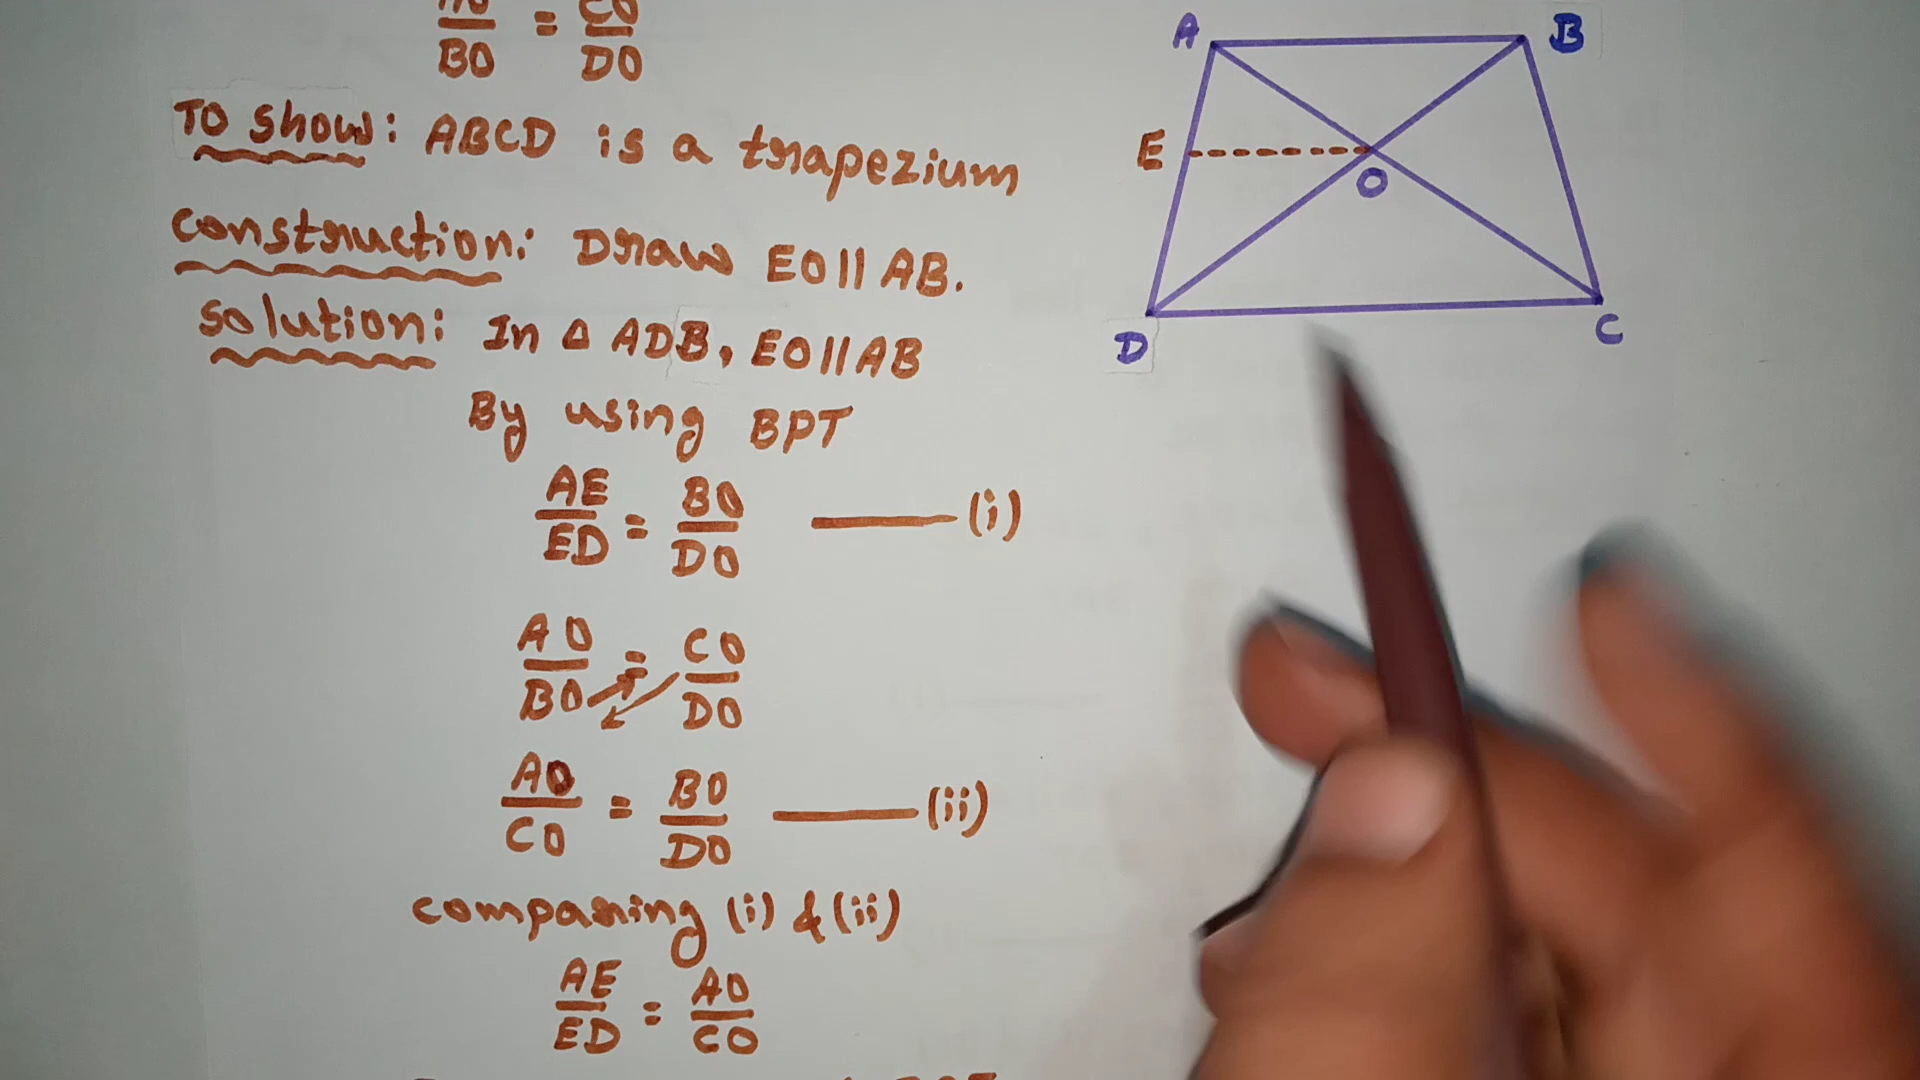 BO = CO
DO
To show: ABCD is a trapezium
Construction: Draw EO || AB.
Solution: In △ ADB, EO || AB
By using BPT
AE/ED = BO/DO (i)
AO/BO = CO/DO
AO/CO = BO/DO (ii)
comparing (i) & (ii)
AE/ED = AO/CO
A
B
E
O
D
C